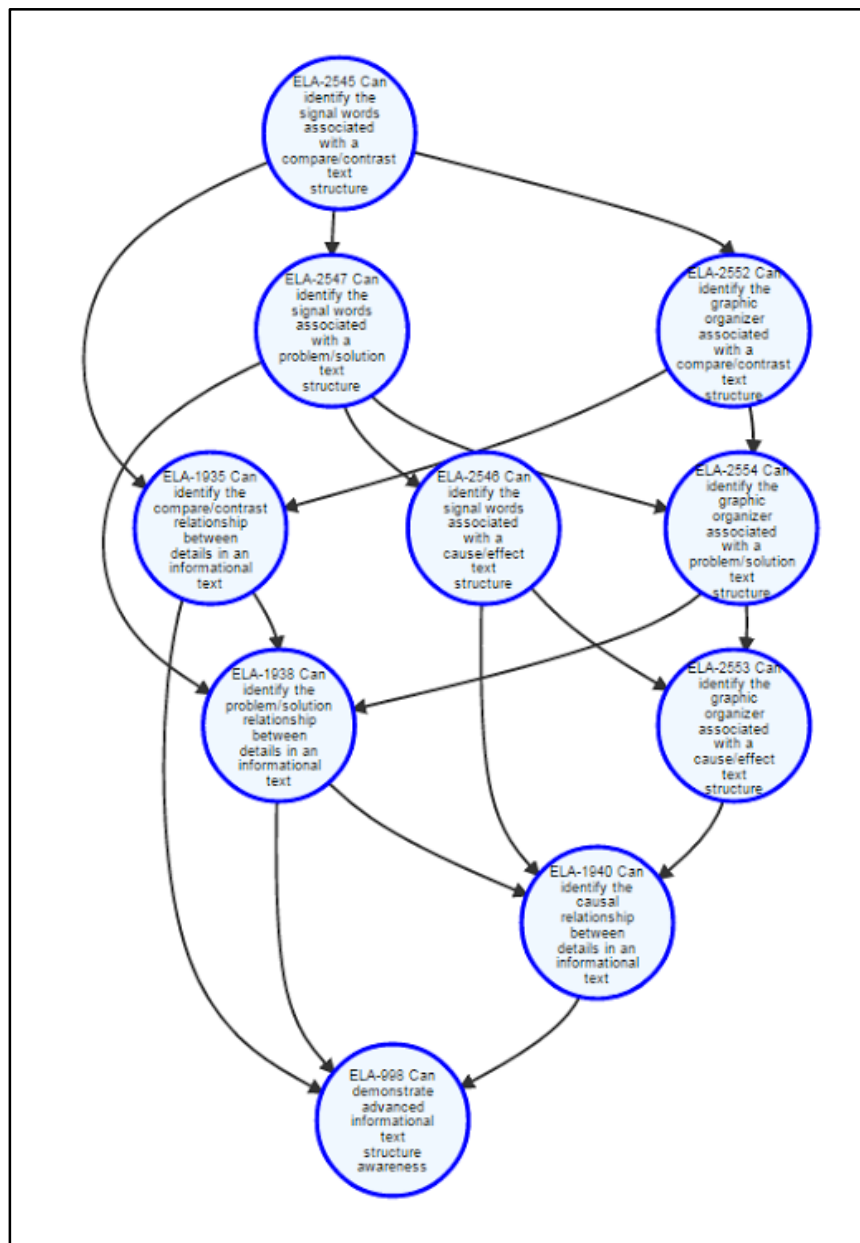 ELA-2545 Can
identify the
signal words
associated
with a
compare/contrast
text
structure
ELA-2547 Can
identify the
signal words
associated
with a
problem/solution
text
structure
ELA-2552 Can
identify the
graphic
organizer
associated
with a
compare/contrast
text
structure
ELA-1935 Can
identify the
compare/contrast
relationship
between
details in an
informational
text
ELA-2546 Can
identify the
signal words
associated
with a
cause/effect
text
structure
ELA-2554 Can
identify the
graphic
organizer
associated
with a
problem/solution
text
structure
ELA-1938 Can
identify the
problem/solution
relationship
between
details in an
informational
text
ELA-2553 Can
identify the
graphic
organizer
associated
with a
cause/effect
text
structure
ELA-1940 Can
identify the
causal
relationship
between
details in an
informational
text
ELA-998 Can
demonstrate
advanced
informational
text
structure
awareness